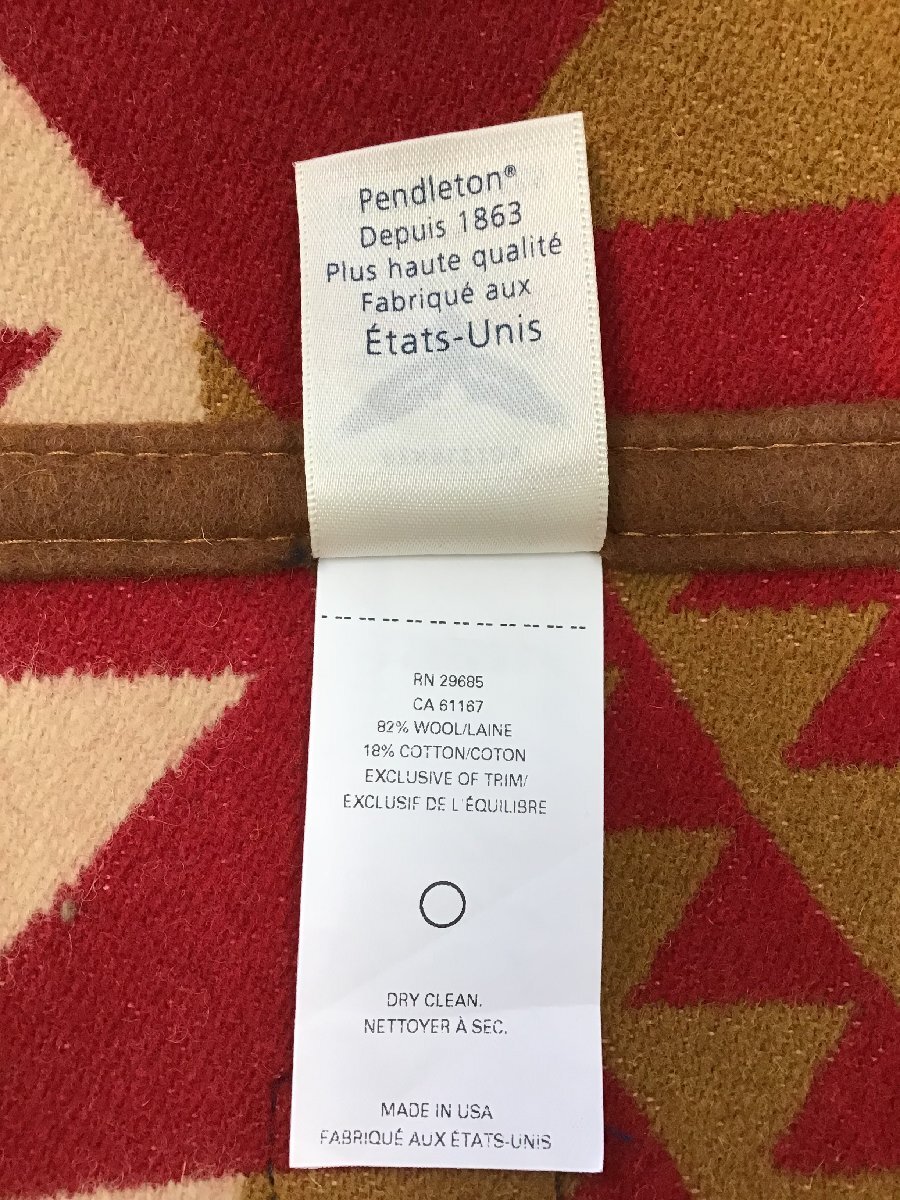 Pendleton®
Depuis 1863
Plus haute qualité
Fabriqué aux
États-Unis
RN 29685
CA 61167
82% WOOL/LAINE
18% COTTON/COTON
EXCLUSIVE OF TRIM/
EXCLUSIF DE L'ÉQUILIBRE
DRY CLEAN.
NETTOYER À SEC.
MADE IN USA
FABRIQUÉ AUX ÉTATS-UNIS